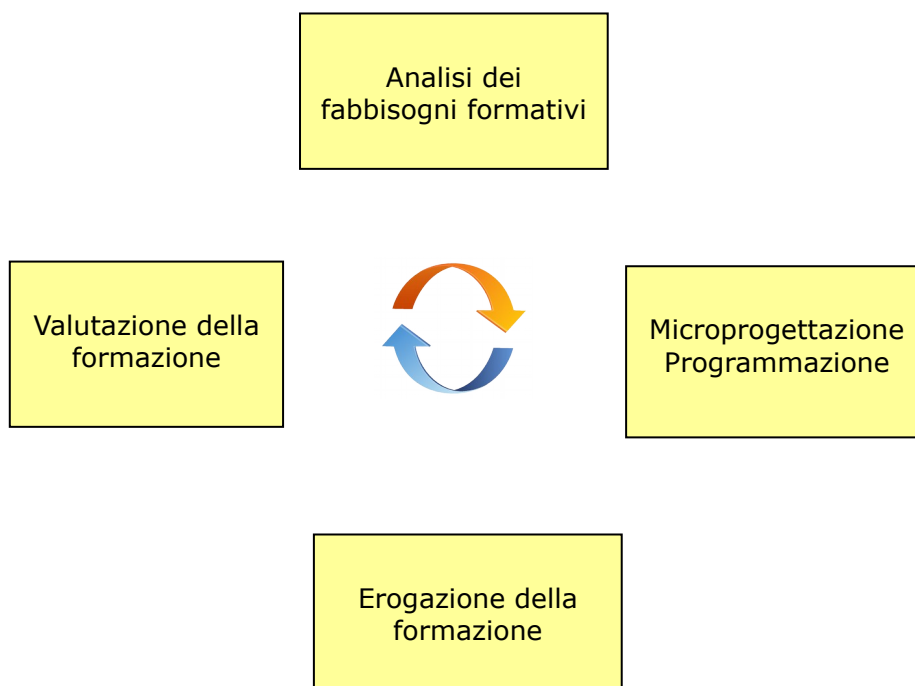 Analisi dei
fabbisogni formativi
Valutazione della
formazione
Microprogettazione
Programmazione
Erogazione della
formazione